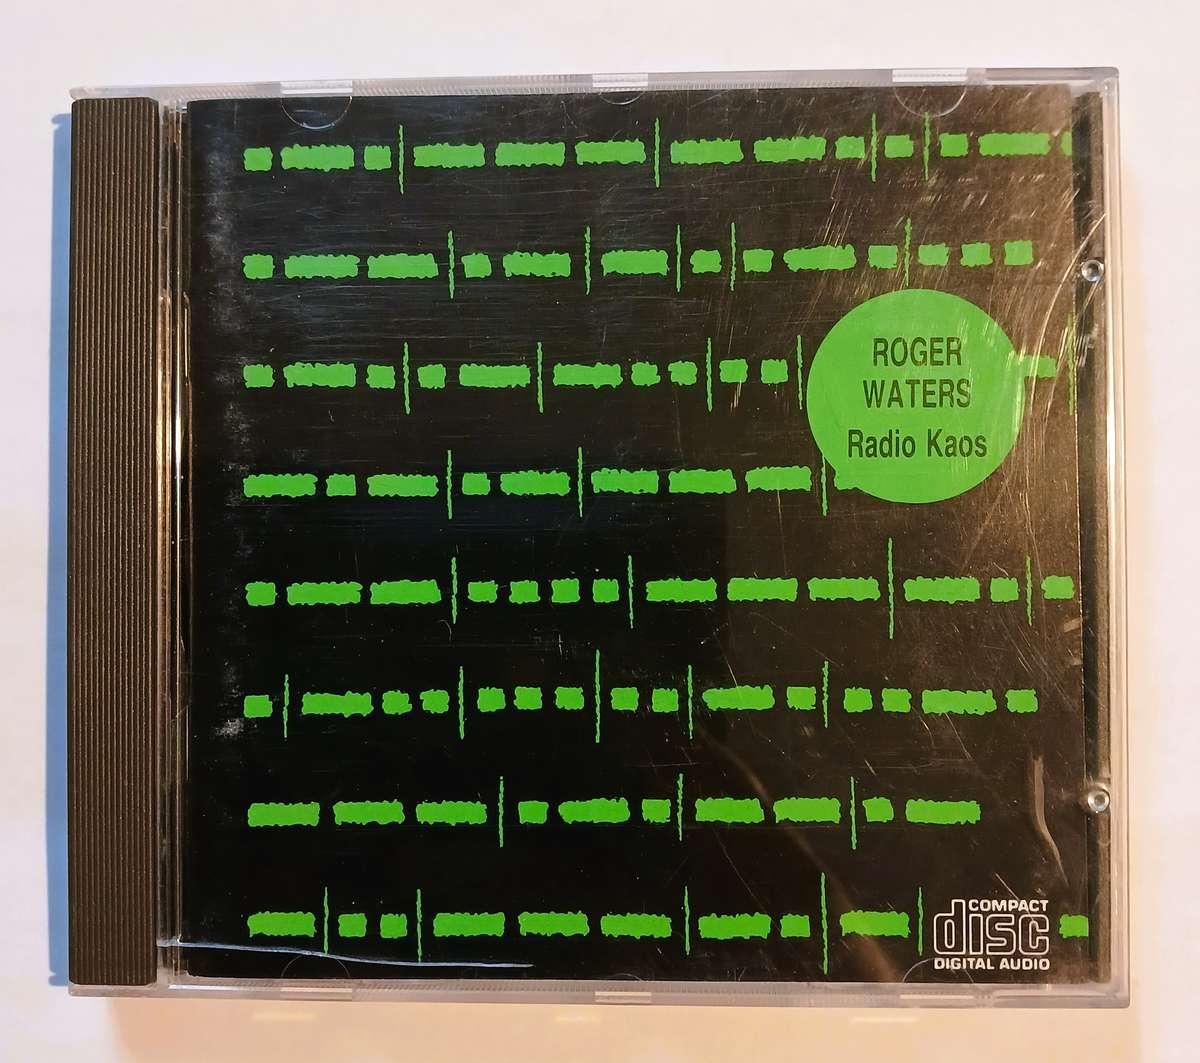 ROGER
WATERS
Radio Kaos
COMPACT
disc
DIGITAL AUDIO